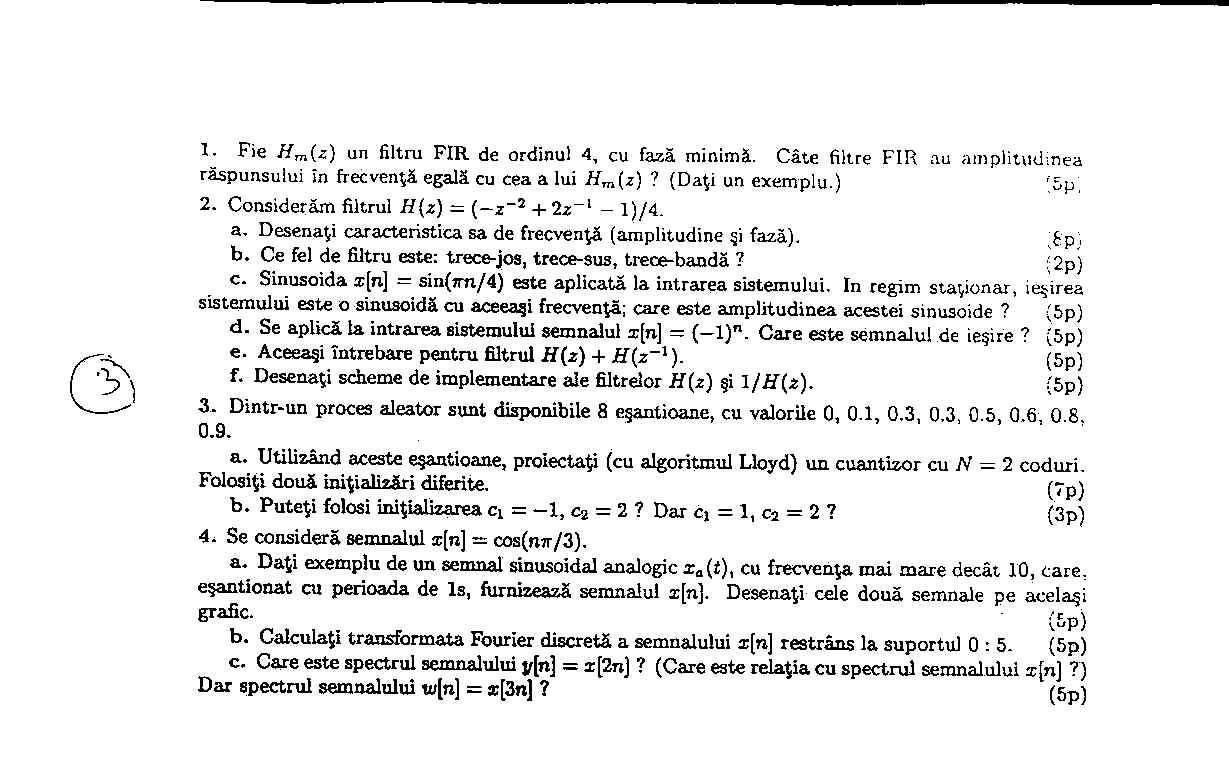 1. Fie Hm(z) un filtru FIR de ordinul 4, cu fază minimă. Câte filtre FIR au amplitudinea
răspunsului în frecvenţă egală cu cea a lui Hm(z) ? (Daţi un exemplu.) (5p)
2. Considerăm filtrul H(z) = (−z⁻² + 2z⁻¹ − 1)/4.
a. Desenaţi caracteristica sa de frecvenţă (amplitudine şi fază). (8p)
b. Ce fel de filtru este: trece-jos, trece-sus, trece-bandă ? (2p)
c. Sinusoida x[n] = sin(πn/4) este aplicată la intrarea sistemului. In regim staţionar, ieşirea
sistemului este o sinusoidă cu aceeaşi frecvenţă; care este amplitudinea acestei sinusoide ? (5p)
d. Se aplică la intrarea sistemului semnalul x[n] = (−1)ⁿ. Care este semnalul de ieşire ? (5p)
e. Aceeaşi întrebare pentru filtrul H(z) + H(z⁻¹). (5p)
f. Desenaţi scheme de implementare ale filtrelor H(z) şi 1/H(z). (5p)
3
3. Dintr-un proces aleator sunt disponibile 8 eşantioane, cu valorile 0, 0.1, 0.3, 0.3, 0.5, 0.6, 0.8,
0.9.
a. Utilizând aceste eşantioane, proiectaţi (cu algoritmul Lloyd) un cuantizor cu N = 2 coduri.
Folosiţi două iniţializări diferite. (7p)
b. Puteţi folosi iniţializarea c₁ = −1, c₂ = 2 ? Dar c₁ = 1, c₂ = 2 ? (3p)
4. Se consideră semnalul x[n] = cos(nπ/3).
a. Daţi exemplu de un semnal sinusoidal analogic xₐ(t), cu frecvenţa mai mare decât 10, care,
eşantionat cu perioada de 1s, furnizează semnalul x[n]. Desenaţi cele două semnale pe acelaşi
grafic. (5p)
b. Calculaţi transformata Fourier discretă a semnalului x[n] restrâns la suportul 0 : 5. (5p)
c. Care este spectrul semnalului y[n] = x[2n] ? (Care este relaţia cu spectrul semnalului x[n] ?)
Dar spectrul semnalului w[n] = x[3n] ? (5p)